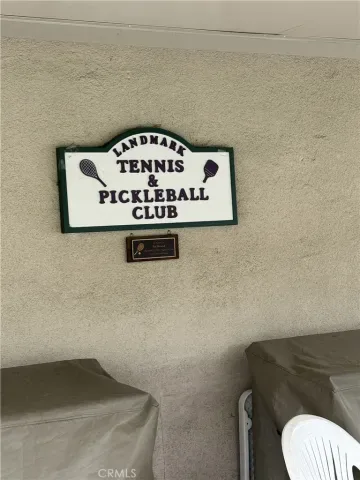 LANDMARK
TENNIS
&
PICKLEBALL
CLUB
CRMLS